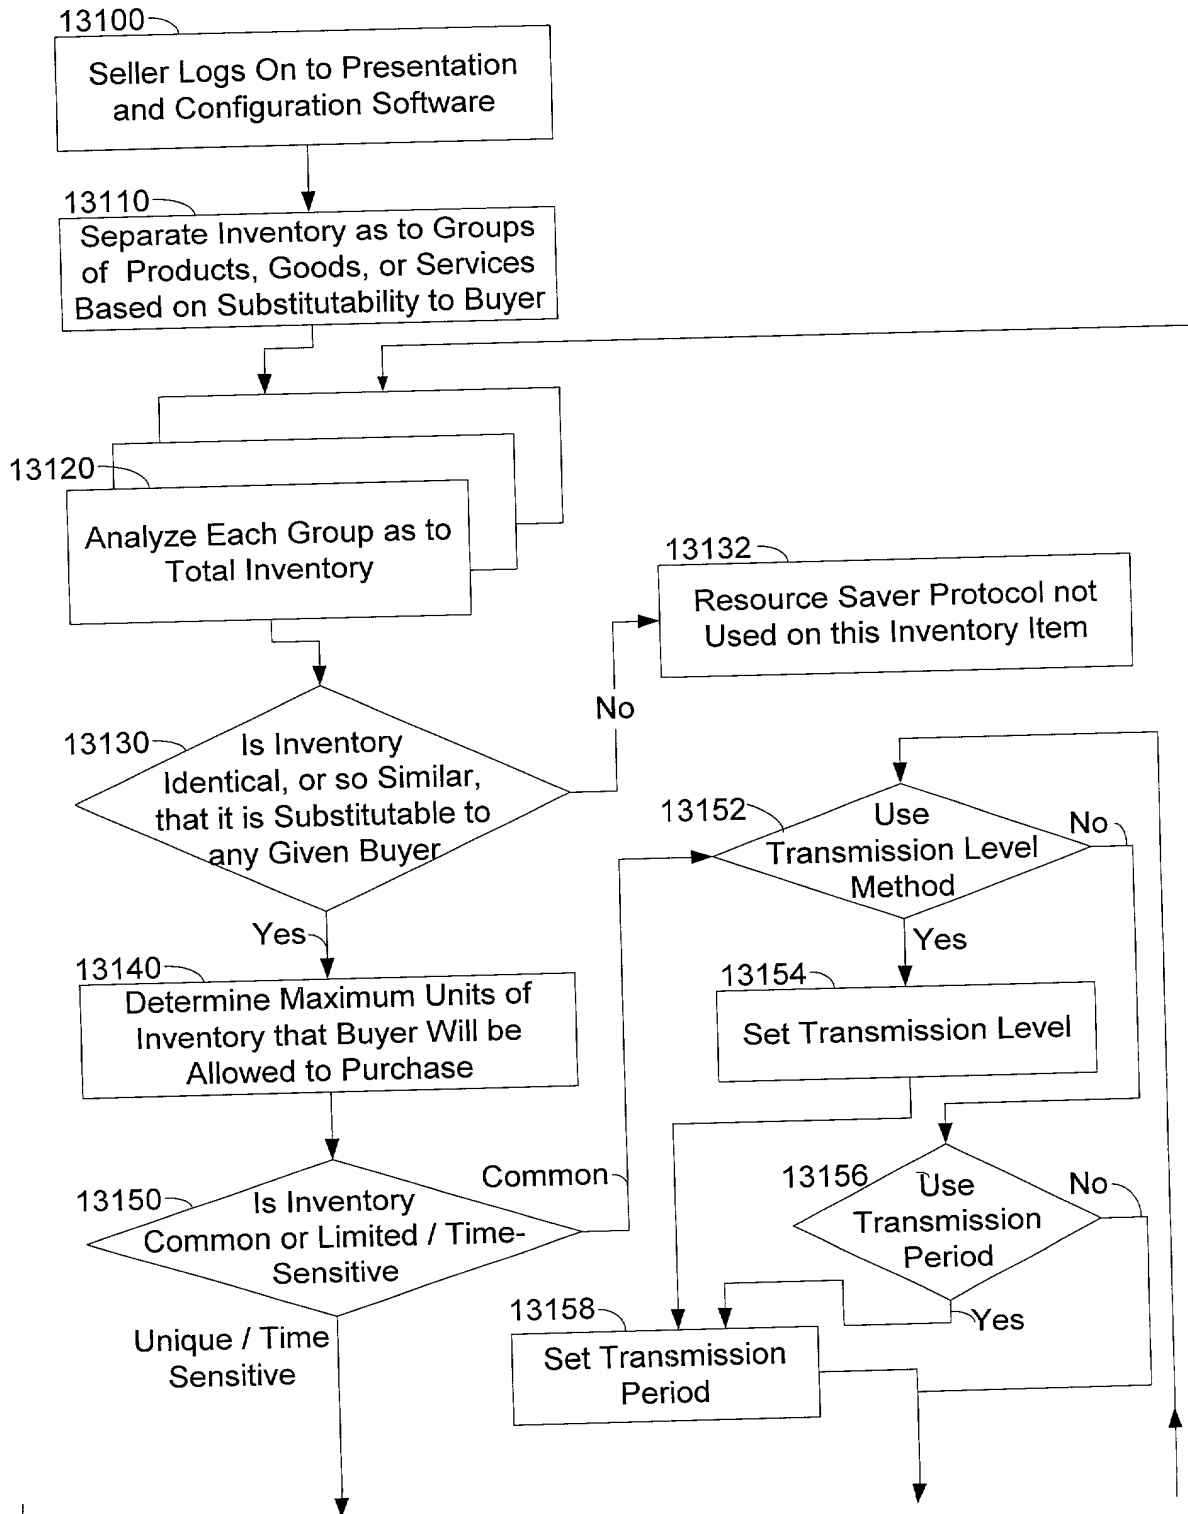 13100
Seller Logs On to Presentation
and Configuration Software
13110
Separate Inventory as to Groups
of Products, Goods, or Services
Based on Substitutability to Buyer
13120
Analyze Each Group as to
Total Inventory
13132
Resource Saver Protocol not
Used on this Inventory Item
No
13130
Is Inventory
Identical, or so Similar,
that it is Substitutable to
any Given Buyer
Yes
13152
Use
Transmission Level
Method
No
Yes
13140
Determine Maximum Units of
Inventory that Buyer Will be
Allowed to Purchase
13154
Set Transmission Level
13150
Is Inventory
Common or Limited / Time-
Sensitive
Common
Unique / Time
Sensitive
13156
Use
Transmission
Period
No
Yes
13158
Set Transmission
Period